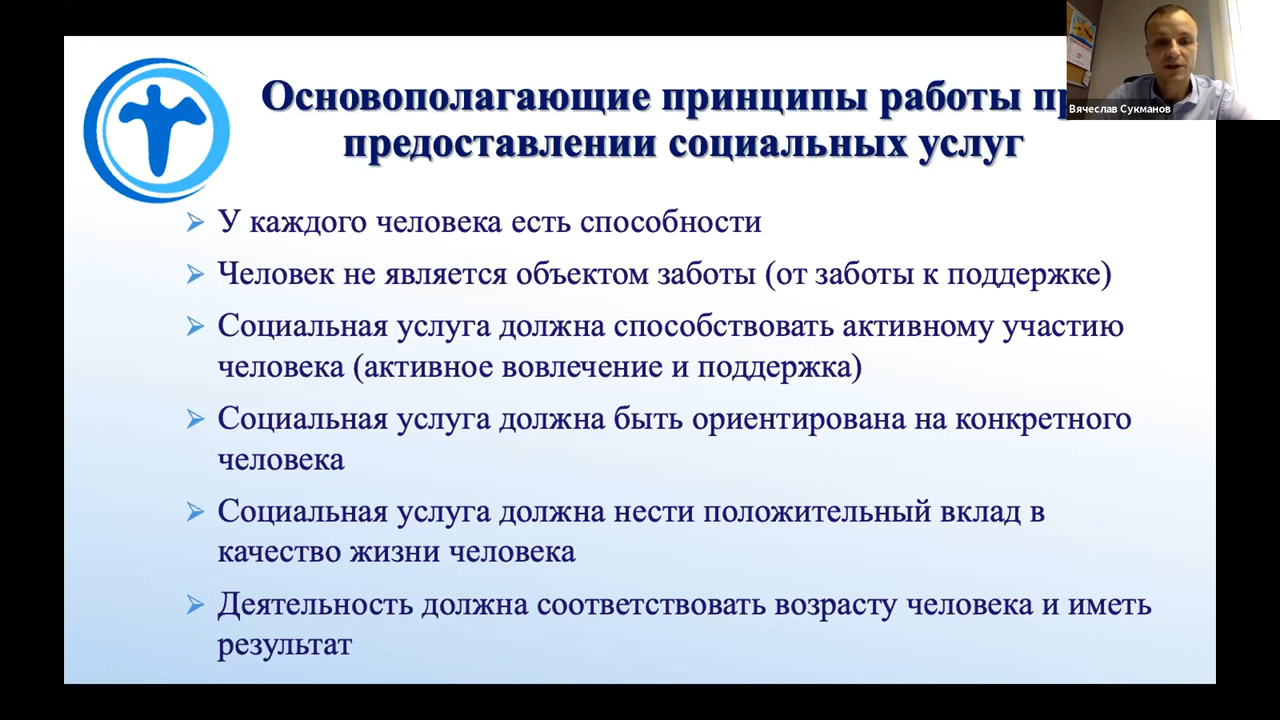 Основополагающие принципы работы
предоставлении социальных услуг
Вячеслав Сукманов
У каждого человека есть способности
Человек не является объектом заботы (от заботы к поддержке)
Социальная услуга должна способствовать активному участию
человека (активное вовлечение и поддержка)
Социальная услуга должна быть ориентирована на конкретного
человека
Социальная услуга должна нести положительный вклад в
качество жизни человека
Деятельность должна соответствовать возрасту человека и иметь
результат